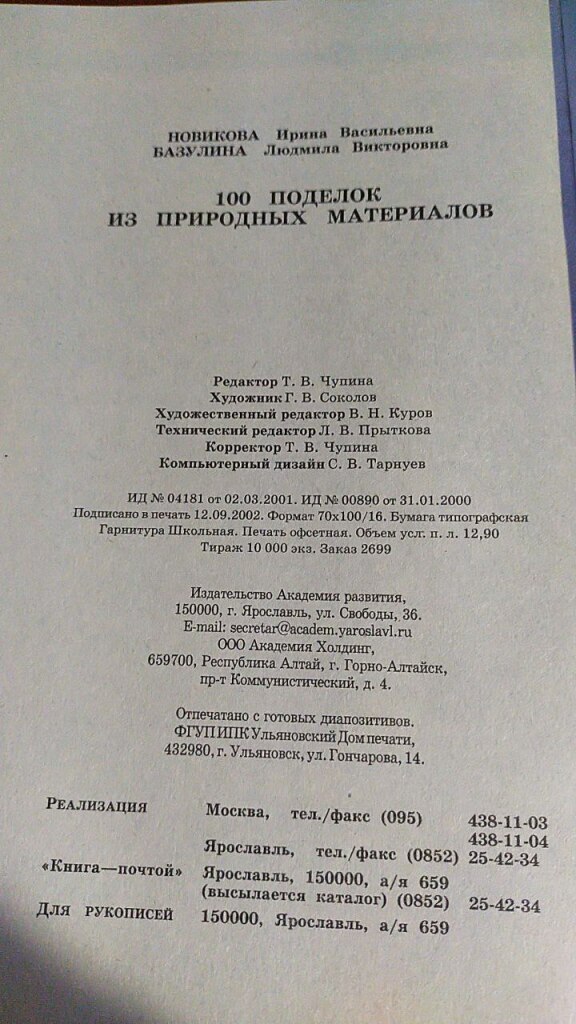 НОВИКОВА Ирина Васильевна
БАЗУЛИНА Людмила Викторовна
100 ПОДЕЛОК
ИЗ ПРИРОДНЫХ МАТЕРИАЛОВ
Редактор Т. В. Чупина
Художник Г. В. Соколов
Художественный редактор В. Н. Куров
Технический редактор Л. В. Прыткова
Корректор Т. В. Чупина
Компьютерный дизайн С. В. Тарнуев
ИД № 04181 от 02.03.2001. ИД № 00890 от 31.01.2000
Подписано в печать 12.09.2002. Формат 70x100/16. Бумага типографская
Гарнитура Школьная. Печать офсетная. Объем усл. п. л. 12,90
Тираж 10 000 экз. Заказ 2699
Издательство Академия развития,
150000, г. Ярославль, ул. Свободы, 36.
E-mail: secretar@academ.yaroslavl.ru
ООО Академия Холдинг,
659700, Республика Алтай, г. Горно-Алтайск,
пр-т Коммунистический, д. 4.
Отпечатано с готовых диапозитивов.
ФГУП ИПК Ульяновский Дом печати,
432980, г. Ульяновск, ул. Гончарова, 14.
РЕАЛИЗАЦИЯ Москва, тел./факс (095) 438-11-03
438-11-04
Ярославль, тел./факс (0852) 25-42-34
«Книга—почтой» Ярославль, 150000, а/я 659
(высылается каталог) (0852) 25-42-34
ДЛЯ РУКОПИСЕЙ 150000, Ярославль, а/я 659